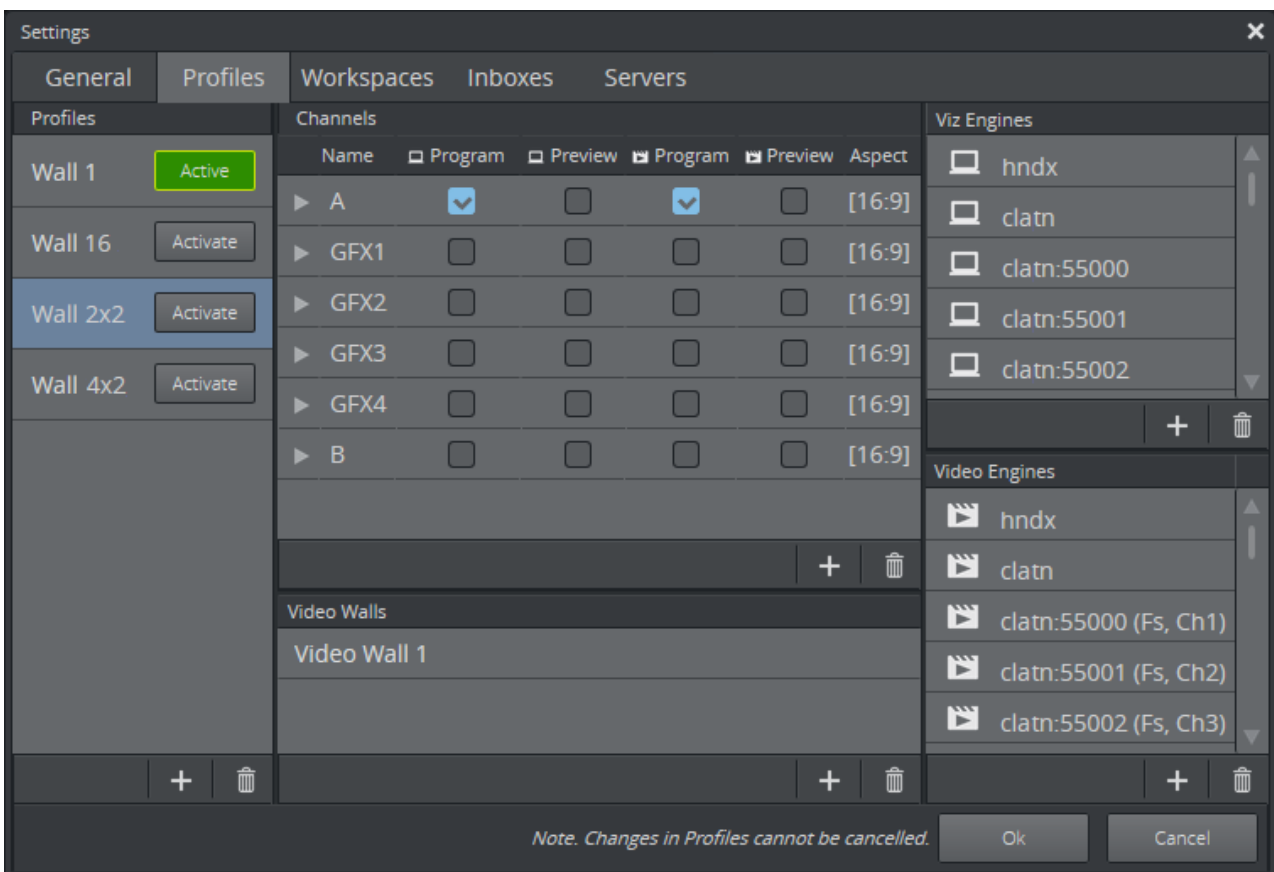 Settings
General Profiles Workspaces Inboxes Servers
Profiles
Wall 1 Active
Wall 16 Activate
Wall 2x2 Activate
Wall 4x2 Activate
Channels
Name Program Preview Program Preview Aspect
A [16:9]
GFX1 [16:9]
GFX2 [16:9]
GFX3 [16:9]
GFX4 [16:9]
B [16:9]
Video Walls
Video Wall 1
Viz Engines
hndx
clatn
clatn:55000
clatn:55001
clatn:55002
Video Engines
hndx
clatn
clatn:55000 (Fs, Ch1)
clatn:55001 (Fs, Ch2)
clatn:55002 (Fs, Ch3)
Note. Changes in Profiles cannot be cancelled.
Ok Cancel